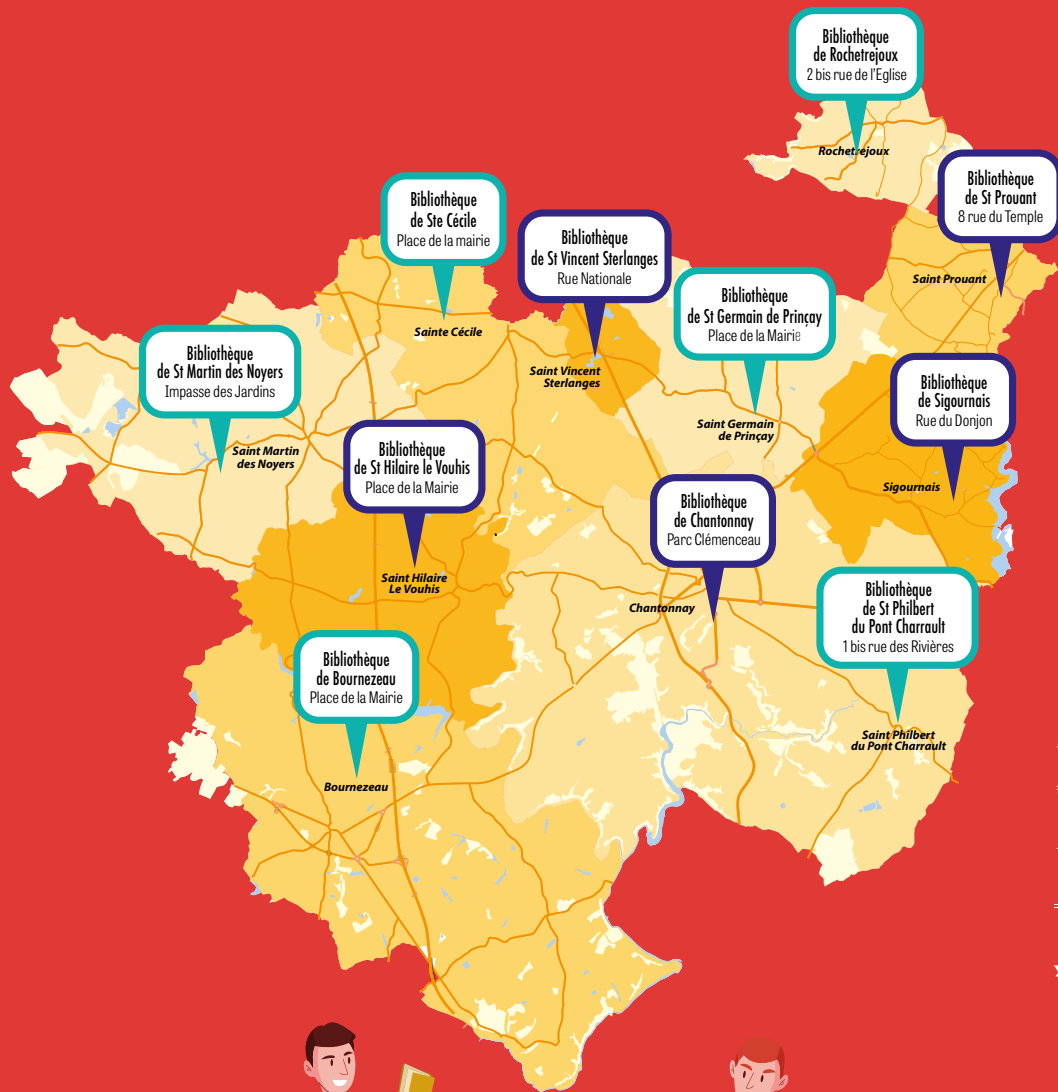 Bibliothèque
de Rochetrejoux
2 bis rue de l'Eglise
Rochetrejoux
Bibliothèque
de St Prouant
8 rue du Temple
Saint Prouant
Bibliothèque
de Ste Cécile
Place de la mairie
Sainte Cécile
Bibliothèque
de St Vincent Sterlanges
Rue Nationale
Saint Vincent
Sterlanges
Bibliothèque
de St Germain de Prinçay
Place de la Mairie
Saint Germain
de Prinçay
Bibliothèque
de St Martin des Noyers
Impasse des Jardins
Saint Martin
des Noyers
Bibliothèque
de Sigournais
Rue du Donjon
Sigournais
Bibliothèque
de St Hilaire le Vouhis
Place de la Mairie
Saint Hilaire
Le Vouhis
Bibliothèque
de Chantonnay
Parc Clémenceau
Chantonnay
Bibliothèque
de St Philbert
du Pont Charrault
1 bis rue des Rivières
Saint Philbert
du Pont Charrault
Bibliothèque
de Bournezeau
Place de la Mairie
Bournezeau